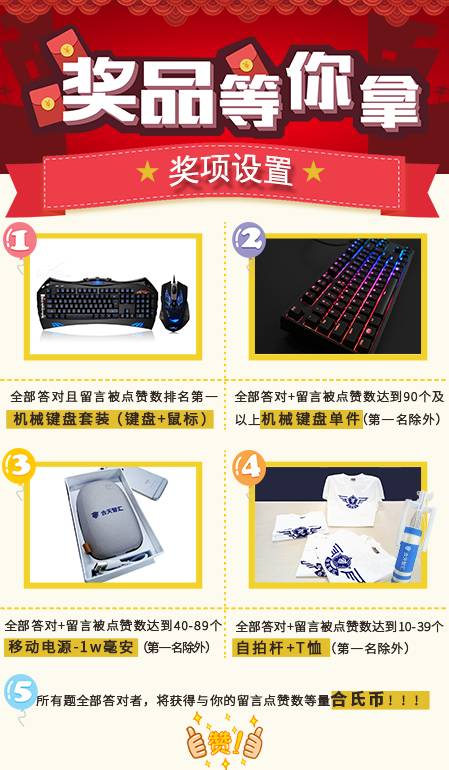 奖品等你拿
奖项设置
1
2
全部答对且留言被点赞数排名第一
机械键盘套装（键盘+鼠标）
全部答对+留言被点赞数达到90个及
以上机械键盘单件(第一名除外)
3
4
合天智汇
全部答对+留言被点赞数达到40-89个
移动电源-1w毫安（第一名除外）
全部答对+留言被点赞数达到10-39个
自拍杆+T恤（第一名除外）
5
所有题全部答对者，将获得与你的留言点赞数等量合氏币！！！
赞!